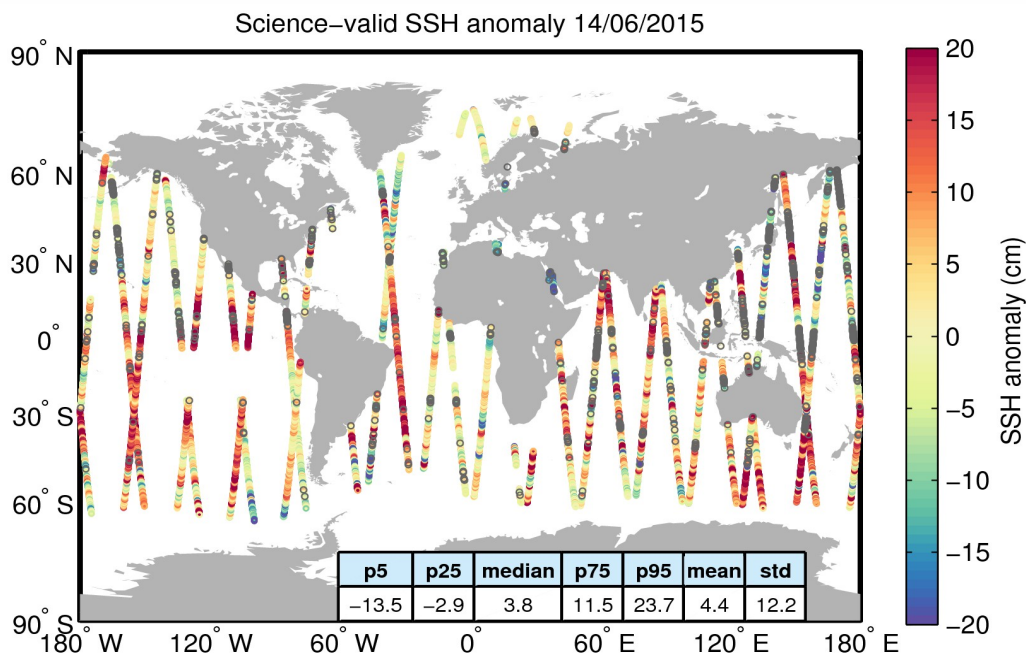 Science−valid SSH anomaly 14/06/2015
90° N
60° N
30° N
0°
30° S
60° S
90° S
180° W
120° W
60° W
0°
60° E
120° E
180° E
p5 p25 median p75 p95 mean std
−13.5 −2.9 3.8 11.5 23.7 4.4 12.2
20
15
10
5
0
−5
−10
−15
−20
SSH anomaly (cm)